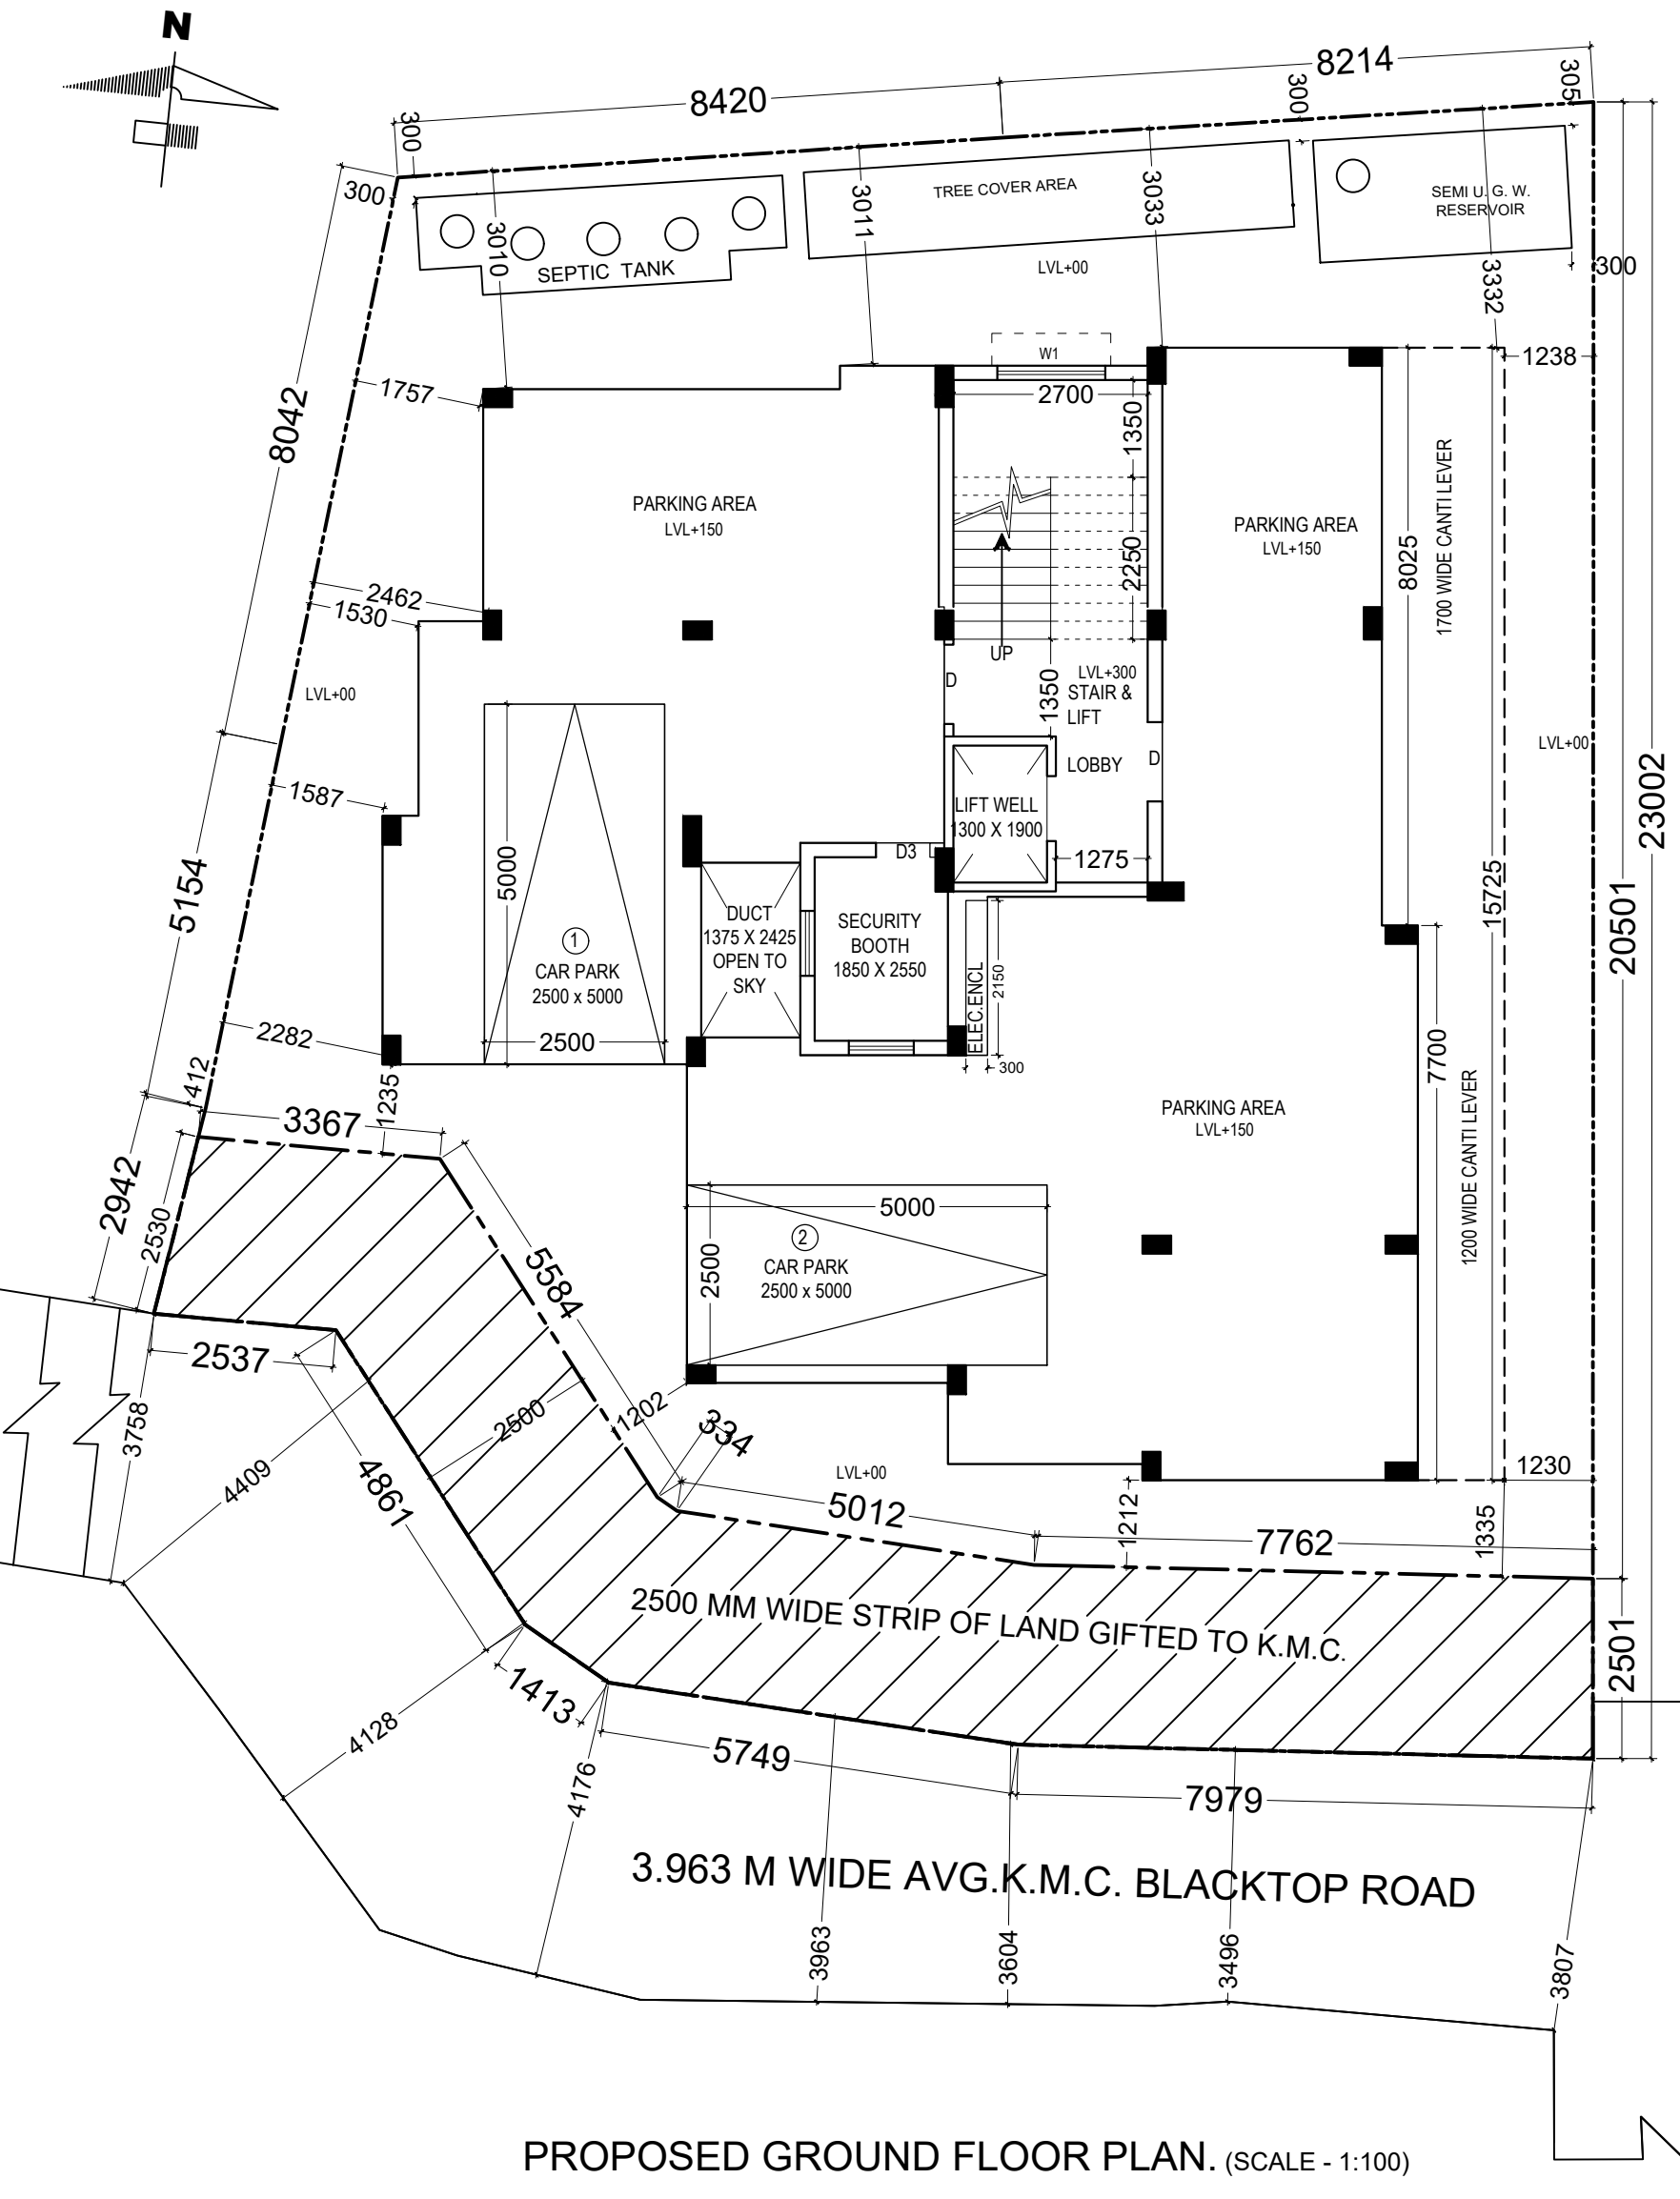 N
8420
8214
300
300
305
300
3010
3011
TREE COVER AREA
3033
SEMI U. G. W.
RESERVOIR
3332
300
SEPTIC TANK
LVL+00
W1
1238
1757
2700
1350
8042
PARKING AREA
LVL+150
PARKING AREA
LVL+150
2250
8025
1700 WIDE CANTI LEVER
2462
1530
UP
LVL+00
D
LVL+300
STAIR &
LIFT
LOBBY
1350
D
LVL+00
1587
LIFT WELL
1300 X 1900
1275
D3
23002
20501
15725
5154
5000
1
CAR PARK
2500 x 5000
2500
DUCT
1375 X 2425
OPEN TO
SKY
SECURITY
BOOTH
1850 X 2550
ELEC.ENCL
2150
300
2282
412
1235
3367
7700
1200 WIDE CANTI LEVER
PARKING AREA
LVL+150
2942
2530
5584
5000
2
CAR PARK
2500 x 5000
2500
2537
3758
4409
2500
1202
334
4861
LVL+00
5012
1212
7762
1335
1230
2500 MM WIDE STRIP OF LAND GIFTED TO K.M.C.
2501
1413
4128
5749
4176
7979
3.963 M WIDE AVG.K.M.C. BLACKTOP ROAD
3963
3604
3496
3807
PROPOSED GROUND FLOOR PLAN. (SCALE - 1:100)